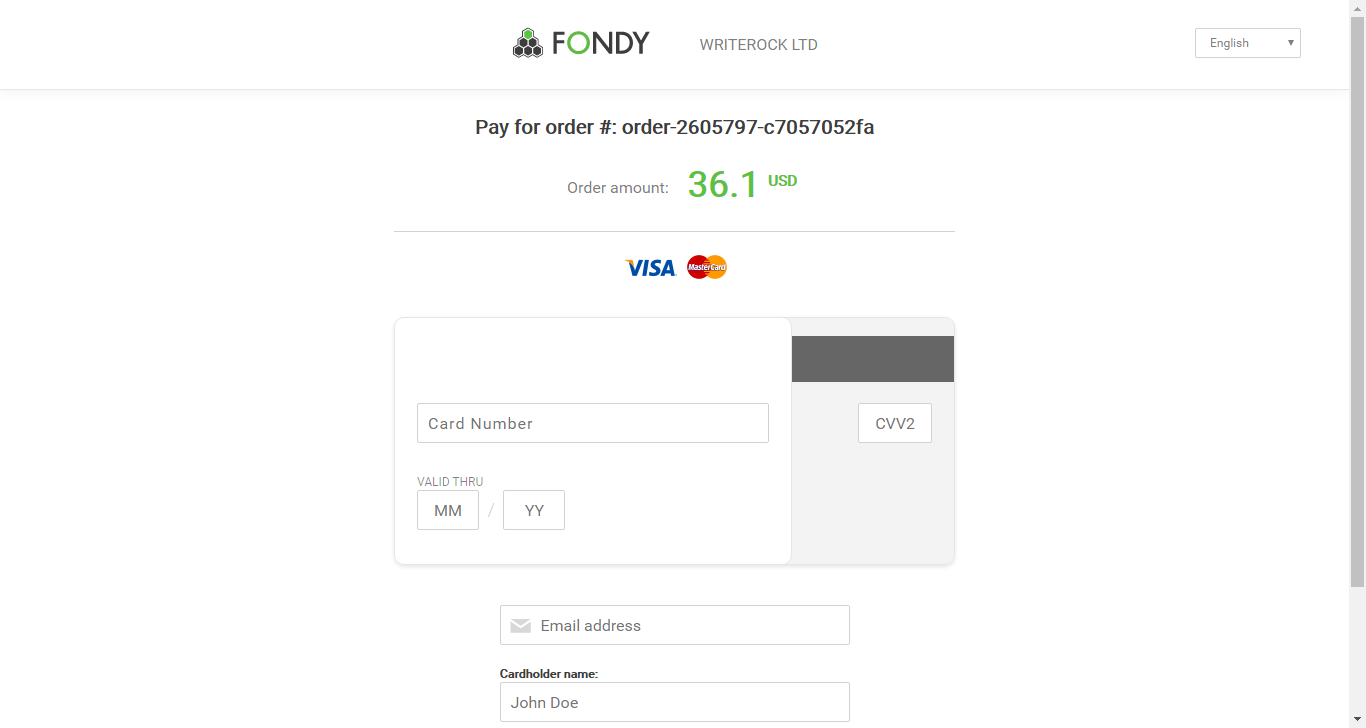 FONDY WRITEROCK LTD English
Pay for order #: order-2605797-c7057052fa
Order amount: 36.1 USD
VISA MasterCard
Card Number CVV2
VALID THRU
MM / YY
Email address
Cardholder name:
John Doe